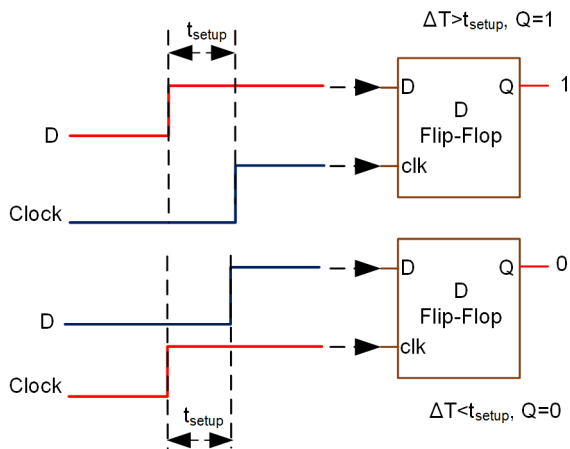 ΔT>tsetup, Q=1
tsetup
D
Clock
D
clk
Q
D
Flip-Flop
1
D
Clock
tsetup
D
clk
Q
D
Flip-Flop
0
ΔT<tsetup, Q=0